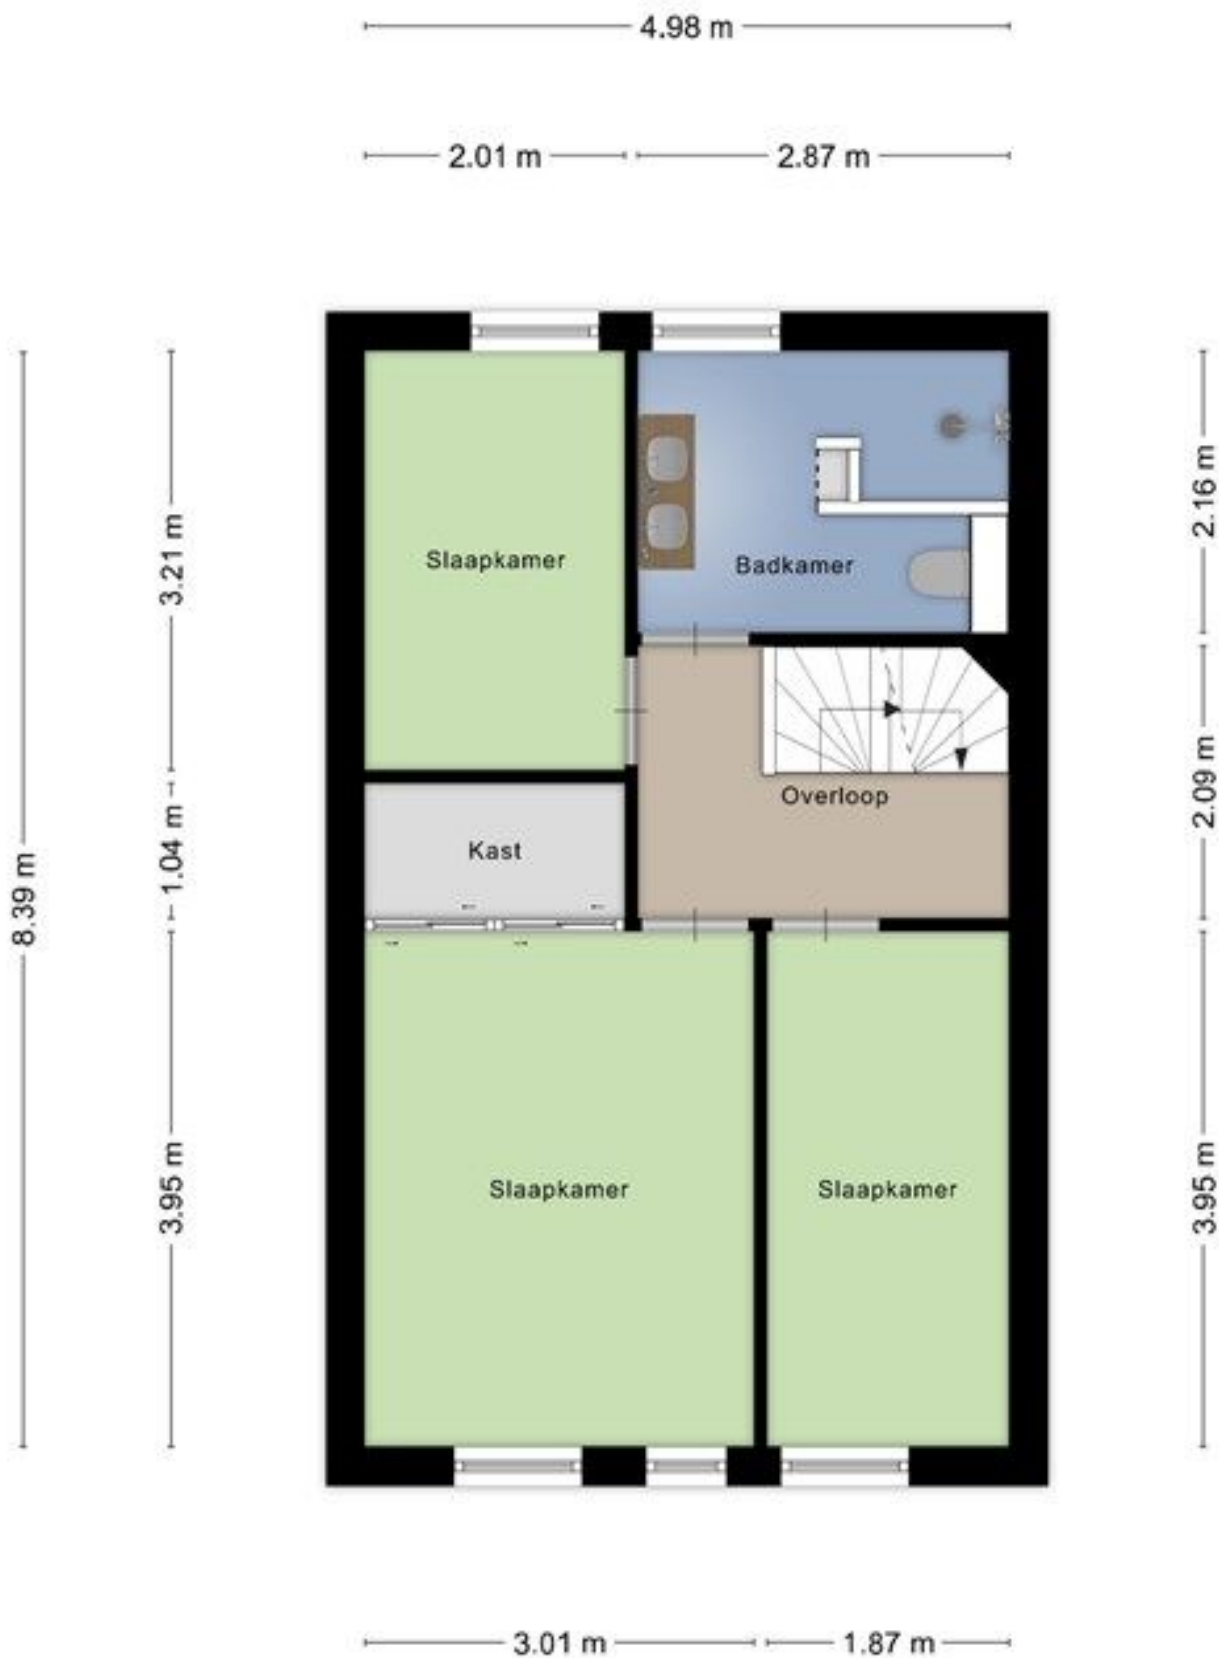 4.98 m
2.01 m
2.87 m
8.39 m
3.21 m
1.04 m
3.95 m
2.16 m
2.09 m
3.95 m
Slaapkamer
Badkamer
Overloop
Kast
Slaapkamer
Slaapkamer
3.01 m
1.87 m